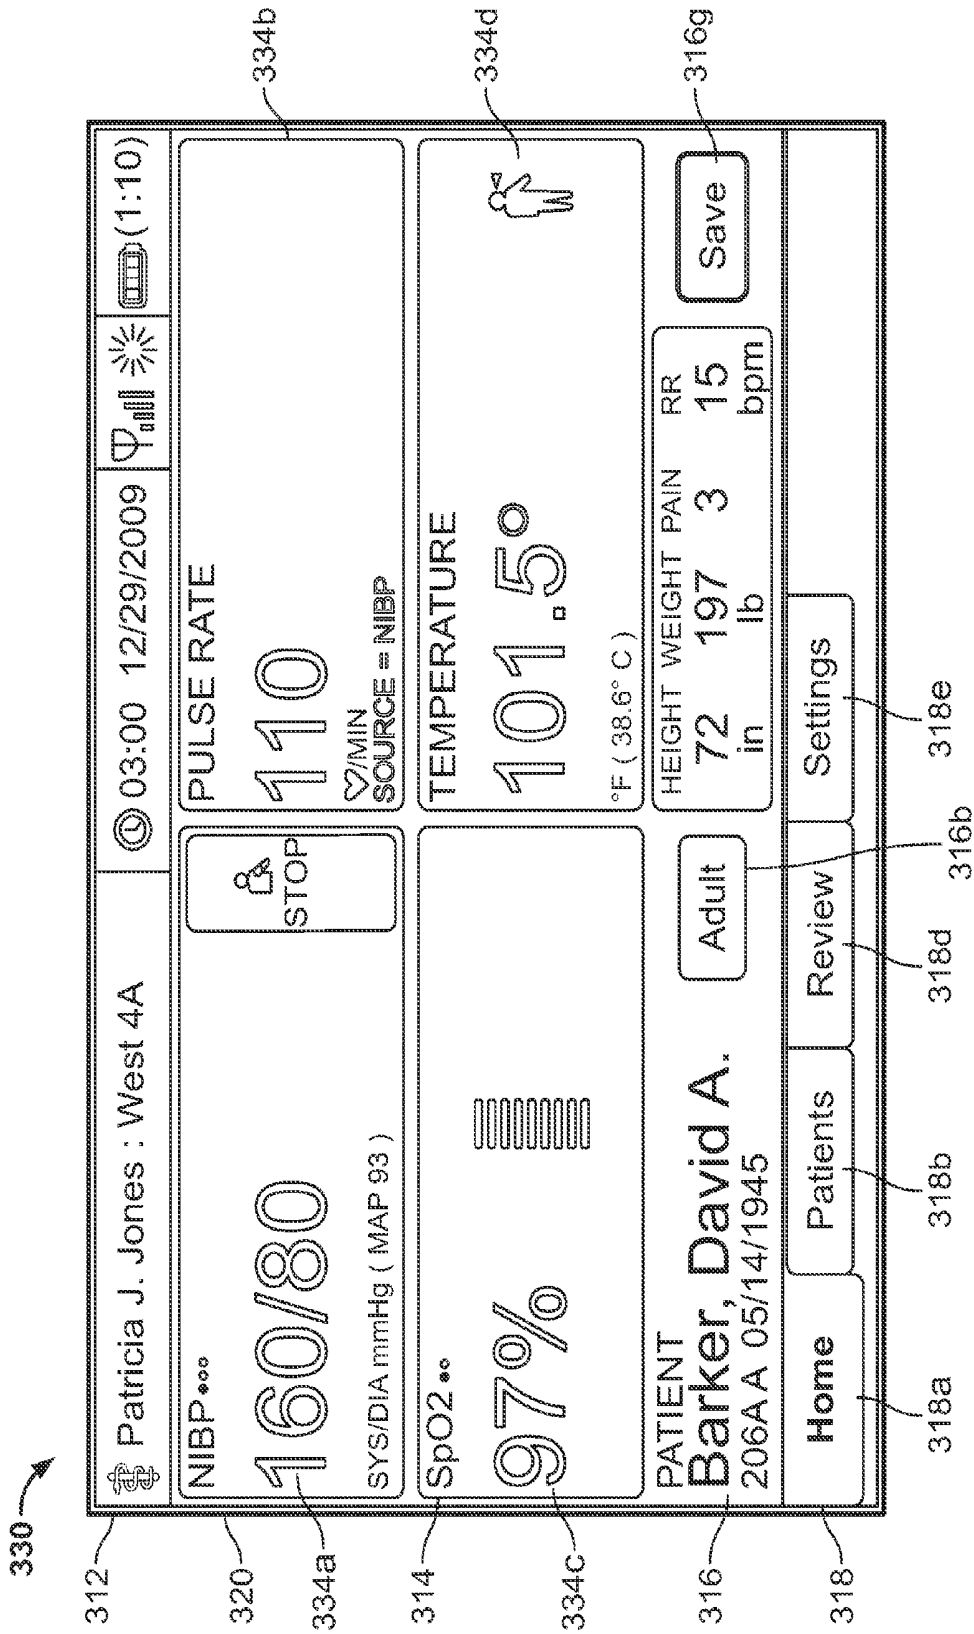 330
312
320
334a
314
334c
316
318
Patricia J. Jones : West 4A
03:00 12/29/2009
(1:10)
NIBP•••
160/80
SYS/DIA mmHg ( MAP 93 )
STOP
PULSE RATE
110
/MIN
SOURCE = NIBP
334b
SpO2••
97%
TEMPERATURE
101.5°
°F ( 38.6° C )
334d
PATIENT
Barker, David A.
206A A 05/14/1945
Adult
HEIGHT WEIGHT PAIN RR
72 197 3 15
in lb bpm
Save
316g
Home
Patients
Review
Settings
318a
318b
318d
316b
318e